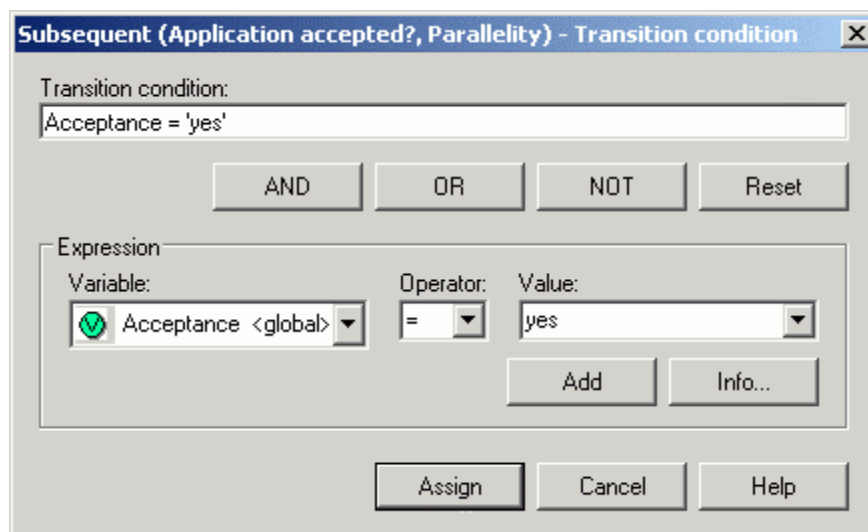 Subsequent (Application accepted?, Parallelity) - Transition condition
Transition condition:
Acceptance = 'yes'
AND OR NOT Reset
Expression
Variable: Operator: Value:
Acceptance <global> = yes
Add Info...
Assign Cancel Help